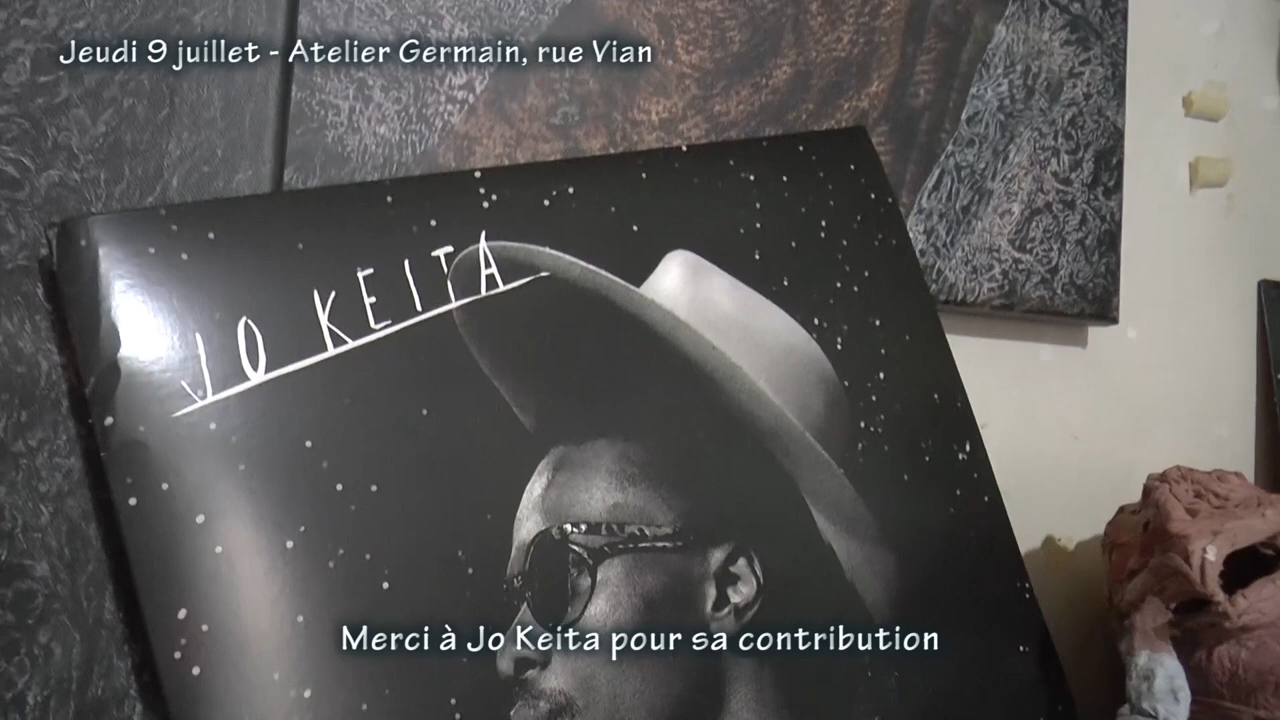 Jeudi 9 juillet - Atelier Germain, rue Vian
JO KEITA
Merci à Jo Keita pour sa contribution